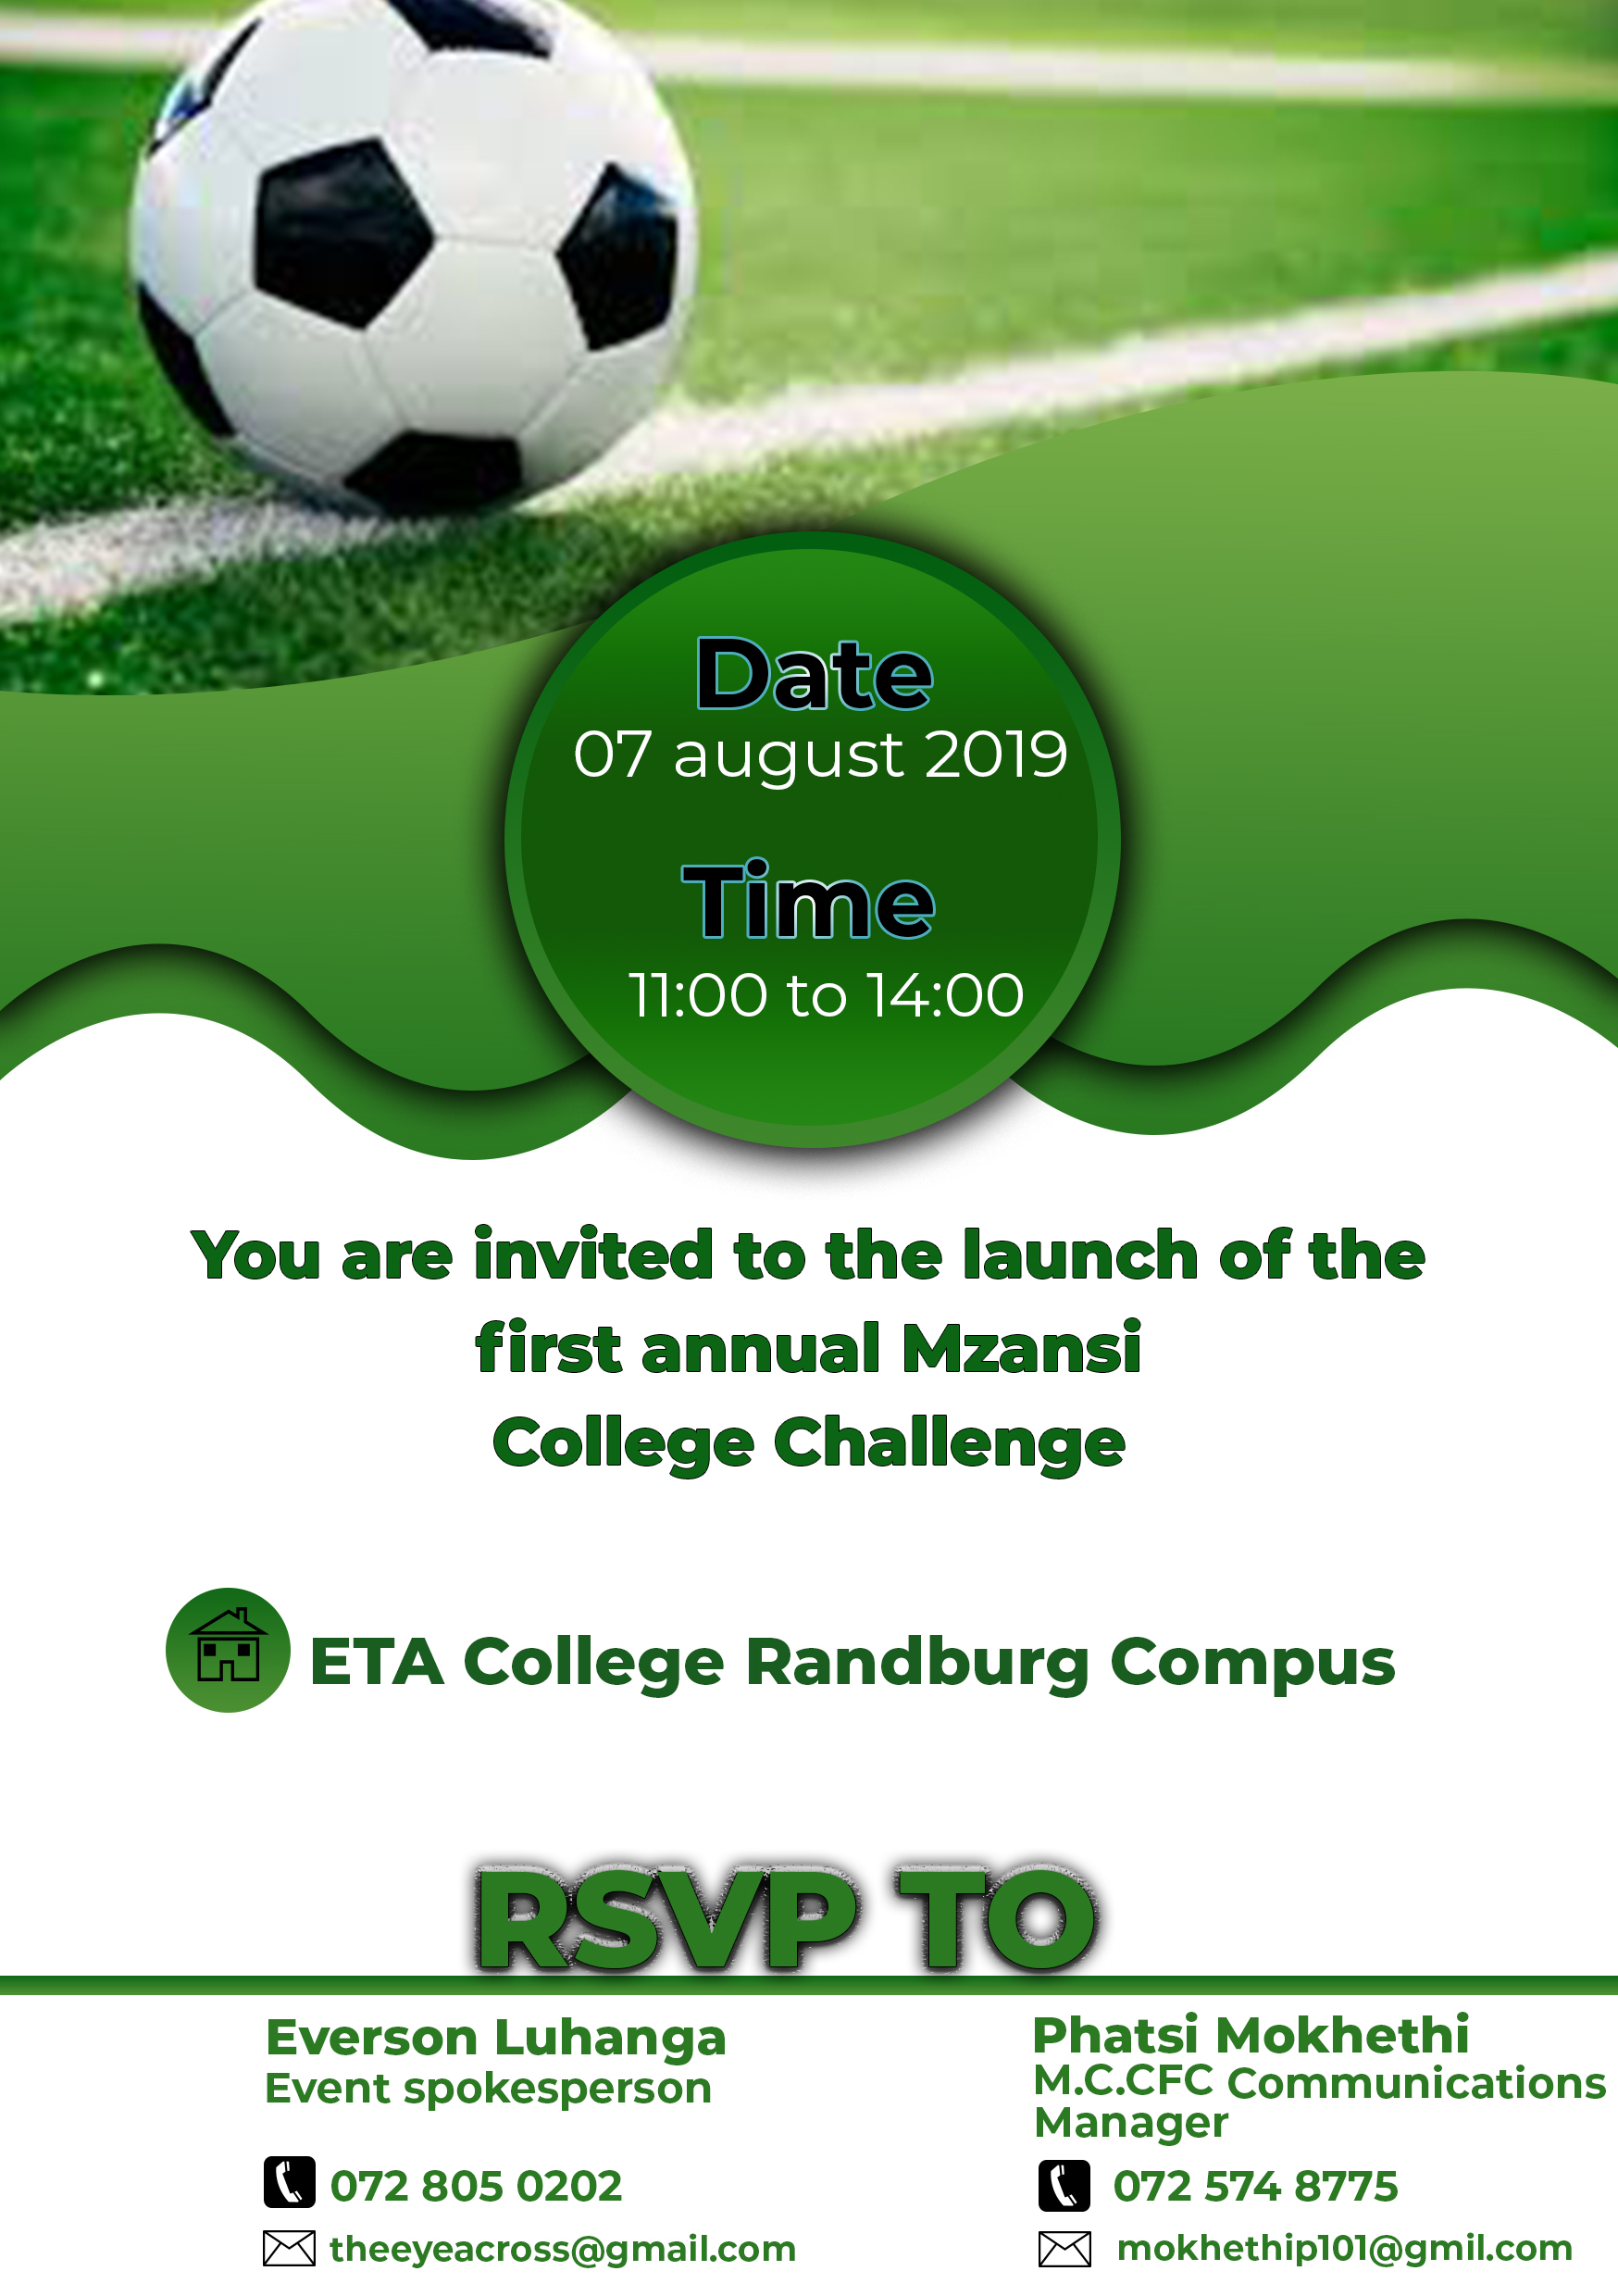 Date
07 august 2019
Time
11:00 to 14:00
You are invited to the launch of the
first annual Mzansi
College Challenge
ETA College Randburg Compus
RSVP TO
Everson Luhanga
Event spokesperson
072 805 0202
theeyeacross@gmail.com
Phatsi Mokhethi
M.C.CFC Communications
Manager
072 574 8775
mokhethip101@gmil.com